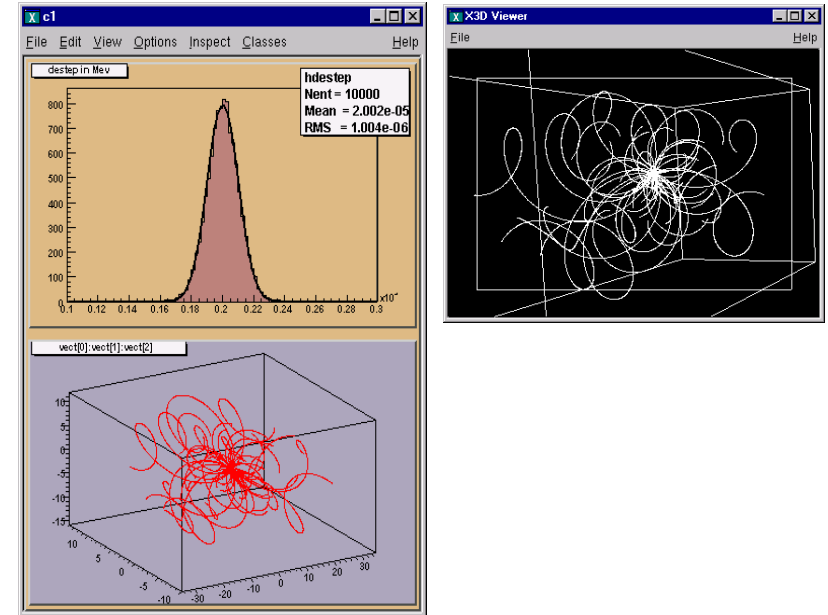 c1
File Edit View Options Inspect Classes Help
destep in Mev
hdestep
Nent = 10000
Mean = 2.002e-05
RMS = 1.004e-06
800
700
600
500
400
300
200
100
0
0.1 0.12 0.14 0.16 0.18 0.2 0.22 0.24 0.26 0.28 0.3
vect[0]:vect[1]:vect[2]
10
5
0
-5
-10
-15
10
5
0
-5
-10
-30 -20 -10 0 10 20 30
X3D Viewer
File Help